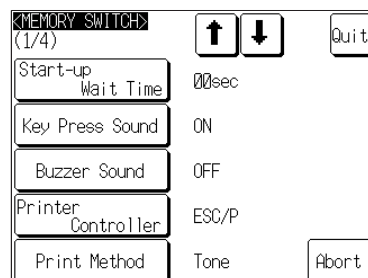 <MEMORY SWITCH>
(1/4)
Quit
Start-up
Wait Time
00sec
Key Press Sound
ON
Buzzer Sound
OFF
Printer
Controller
ESC/P
Print Method
Tone
Abort